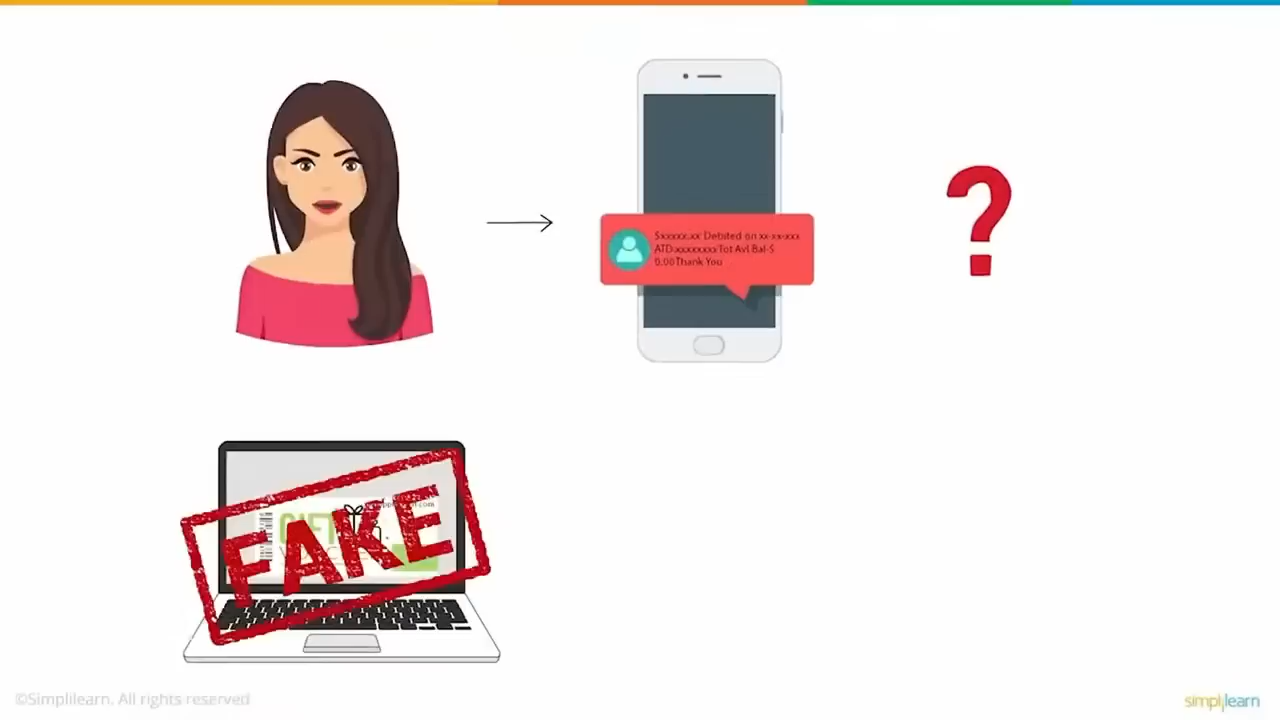 $xxxxx.xx Debited on xx-xx-xxx
ATD:xxxxxxxx/Tot Avl Bal-$
0.00Thank You
GIFT
FAKE
©Simplilearn. All rights reserved
simplilearn